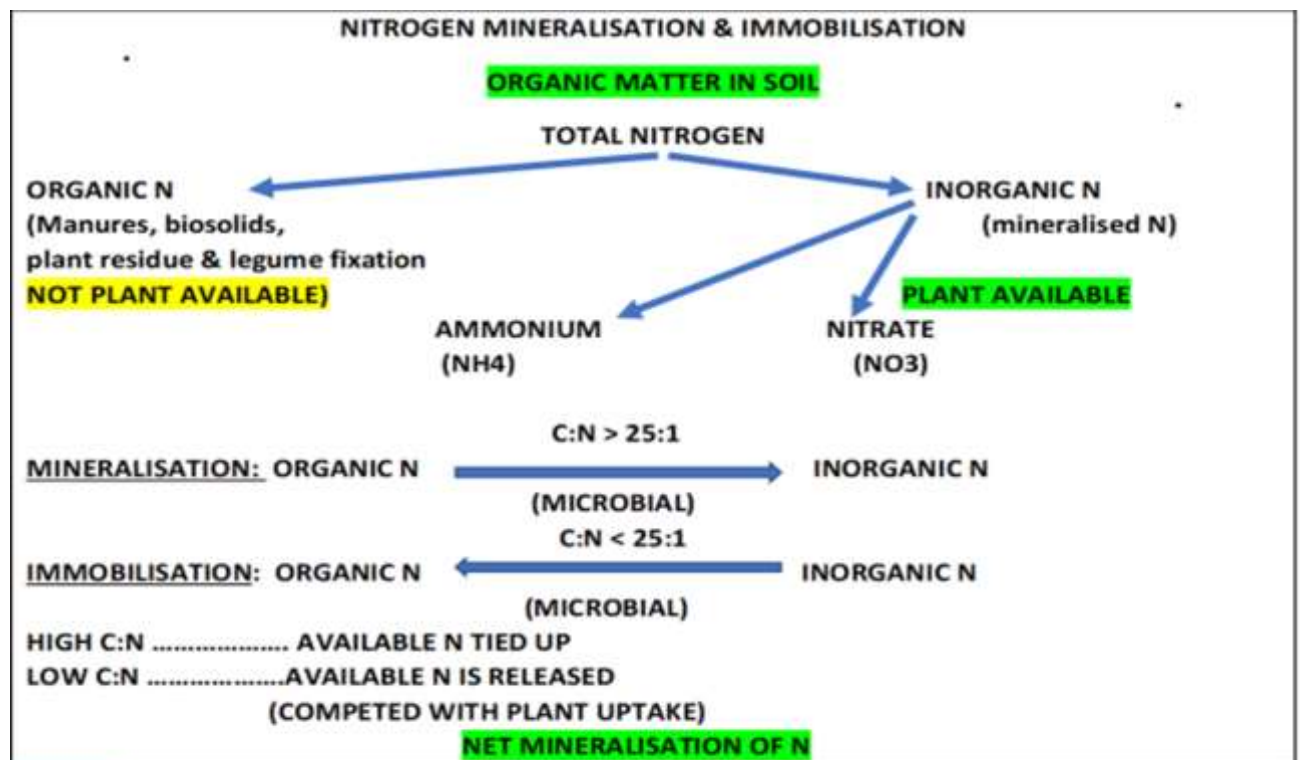 NITROGEN MINERALISATION & IMMOBILISATION
ORGANIC MATTER IN SOIL
TOTAL NITROGEN
ORGANIC N
INORGANIC N
(Manures, biosolids,
(mineralised N)
plant residue & legume fixation
NOT PLANT AVAILABLE)
PLANT AVAILABLE
AMMONIUM
NITRATE
(NH4)
(NO3)
C:N > 25:1
MINERALISATION: ORGANIC N
INORGANIC N
(MICROBIAL)
C:N < 25:1
IMMOBILISATION: ORGANIC N
INORGANIC N
(MICROBIAL)
HIGH C:N ................... AVAILABLE N TIED UP
LOW C:N ...................AVAILABLE N IS RELEASED
(COMPETED WITH PLANT UPTAKE)
NET MINERALISATION OF N